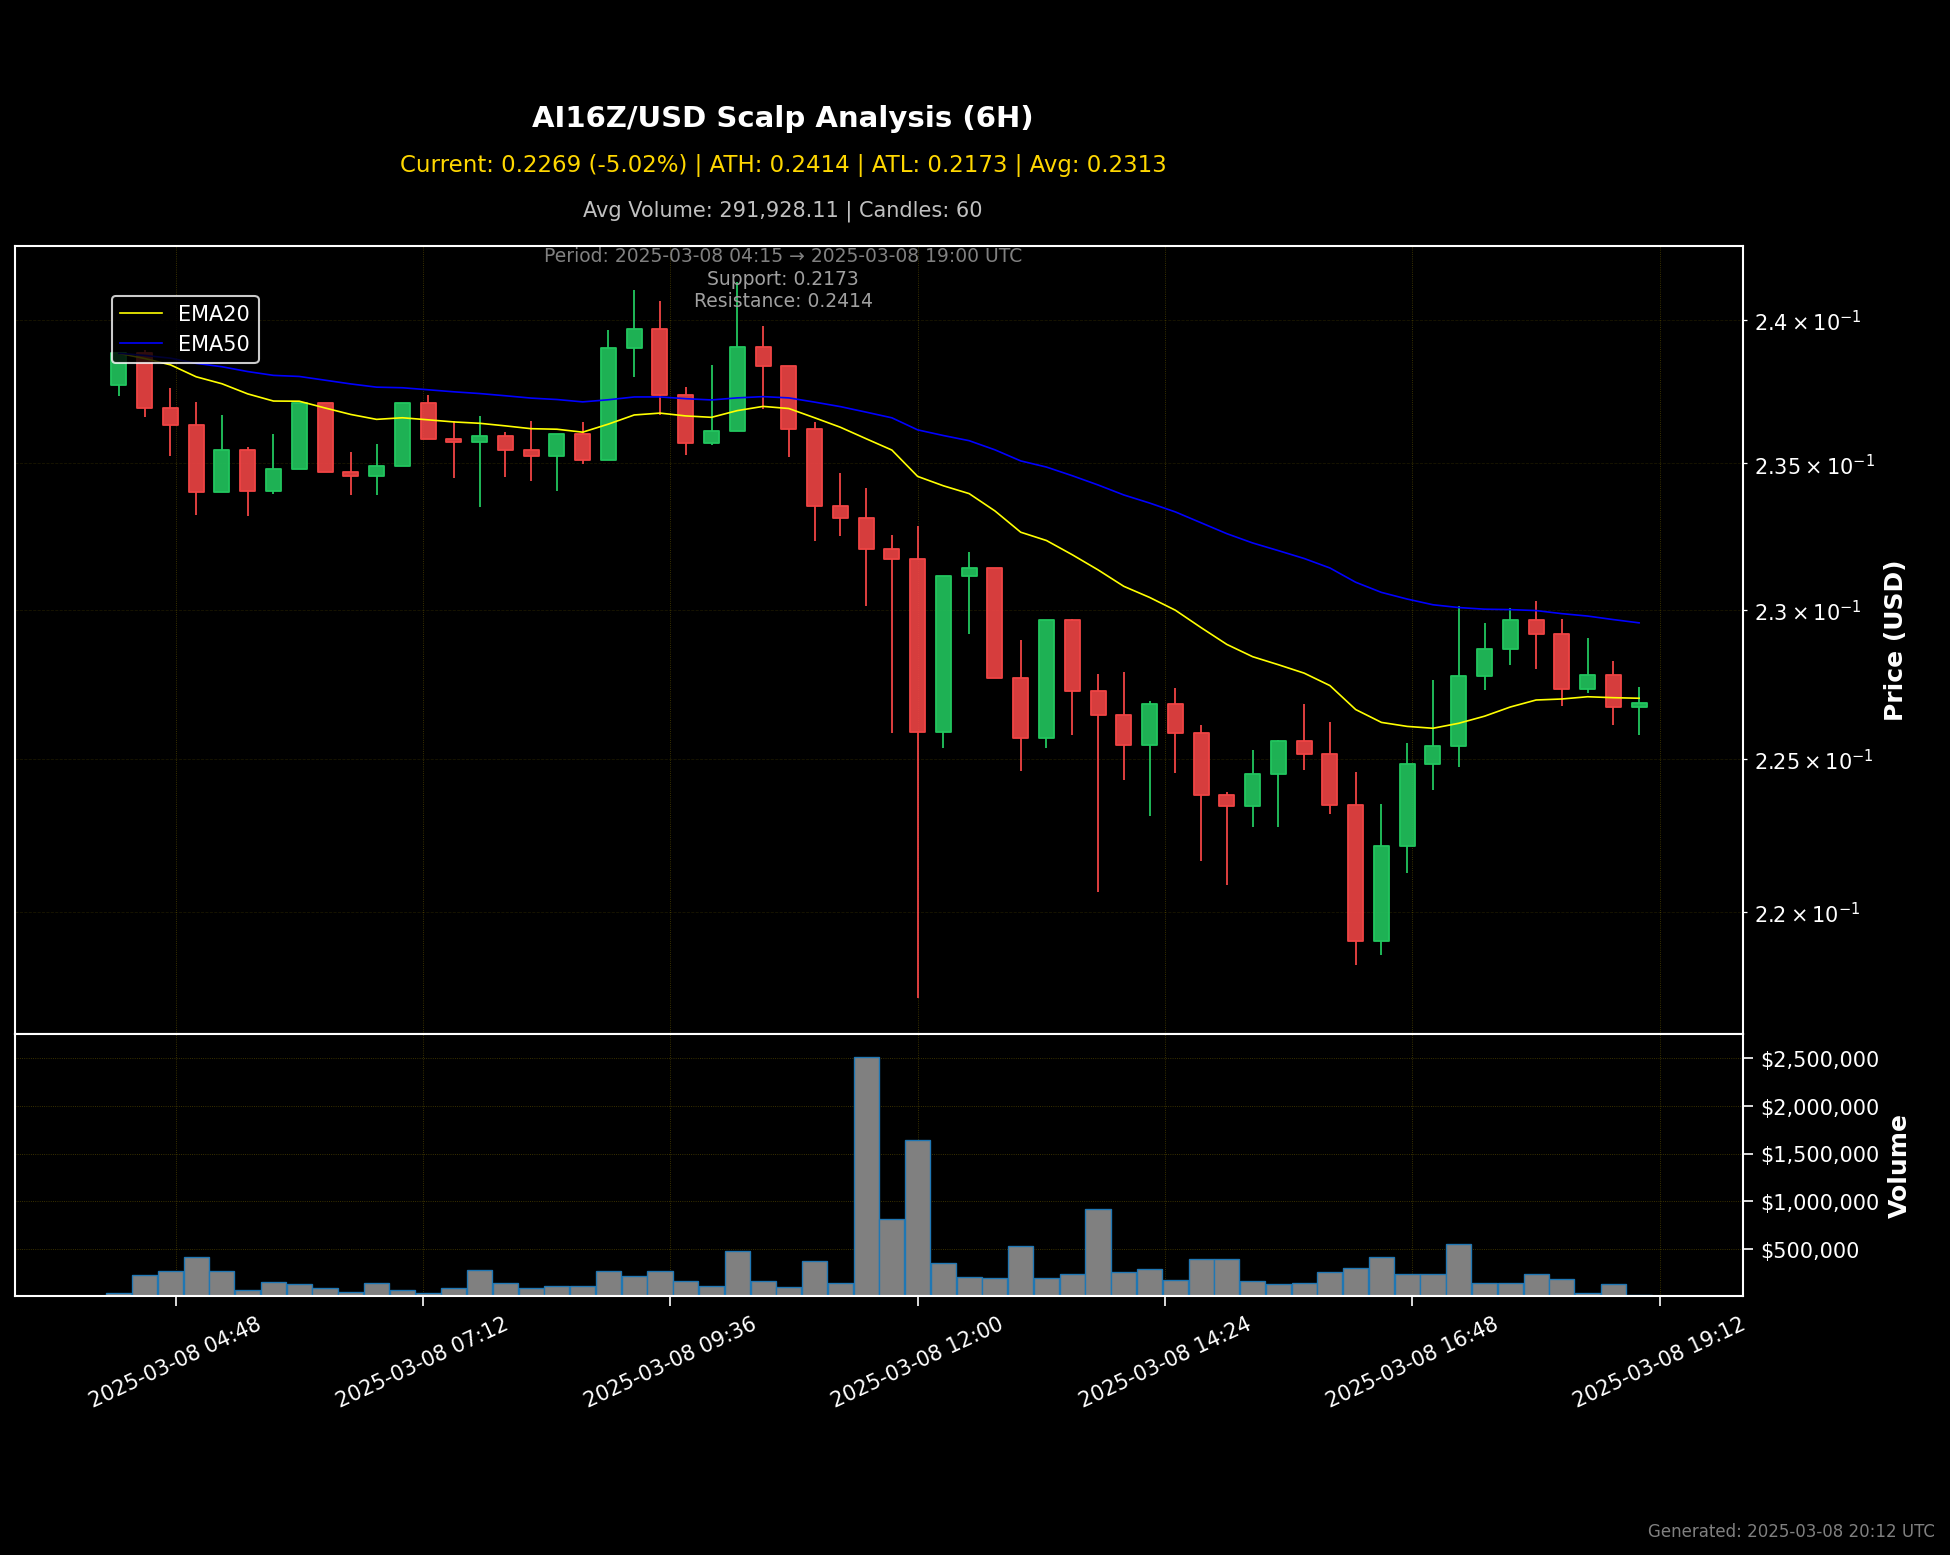 AI16Z/USD Scalp Analysis (6H)
Current: 0.2269 (-5.02%) | ATH: 0.2414 | ATL: 0.2173 | Avg: 0.2313
Avg Volume: 291,928.11 | Candles: 60
Period: 2025-03-08 04:15 → 2025-03-08 19:00 UTC
Support: 0.2173
Resistance: 0.2414
EMA20
EMA50
2.4 × 10⁻¹
2.35 × 10⁻¹
2.3 × 10⁻¹
2.25 × 10⁻¹
2.2 × 10⁻¹
Price (USD)
$2,500,000
$2,000,000
$1,500,000
$1,000,000
$500,000
Volume
2025-03-08 04:48
2025-03-08 07:12
2025-03-08 09:36
2025-03-08 12:00
2025-03-08 14:24
2025-03-08 16:48
2025-03-08 19:12
Generated: 2025-03-08 20:12 UTC